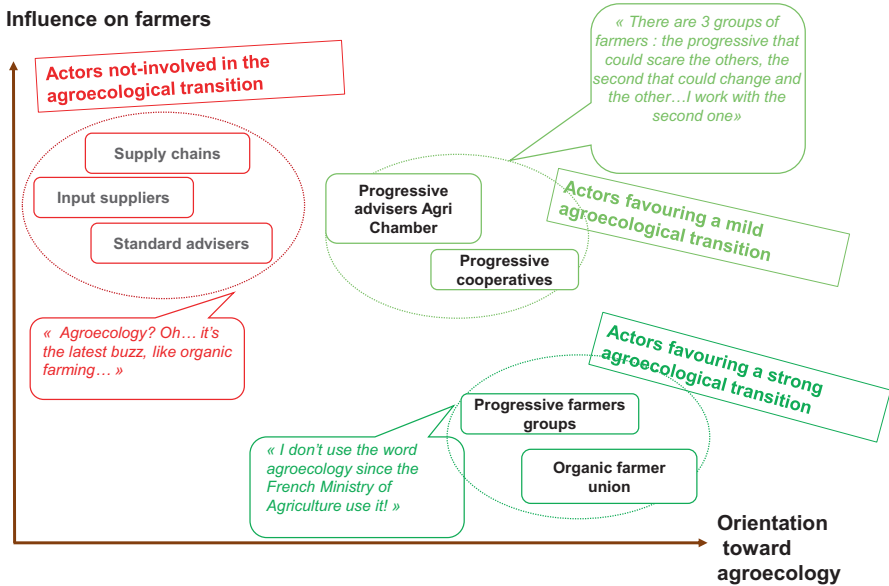 Influence on farmers
Actors not-involved in the
agroecological transition
« There are 3 groups of
farmers : the progressive that
could scare the others, the
second that could change and
the other…I work with the
second one»
Supply chains
Input suppliers
Standard advisers
Progressive
advisers Agri
Chamber
Progressive
cooperatives
Actors favouring a mild
agroecological transition
« Agroecology? Oh… it's
the latest buzz, like organic
farming… »
Actors favouring a strong
agroecological transition
Progressive farmers
groups
Organic farmer
union
« I don't use the word
agroecology since the
French Ministry of
Agriculture use it! »
Orientation
toward
agroecology